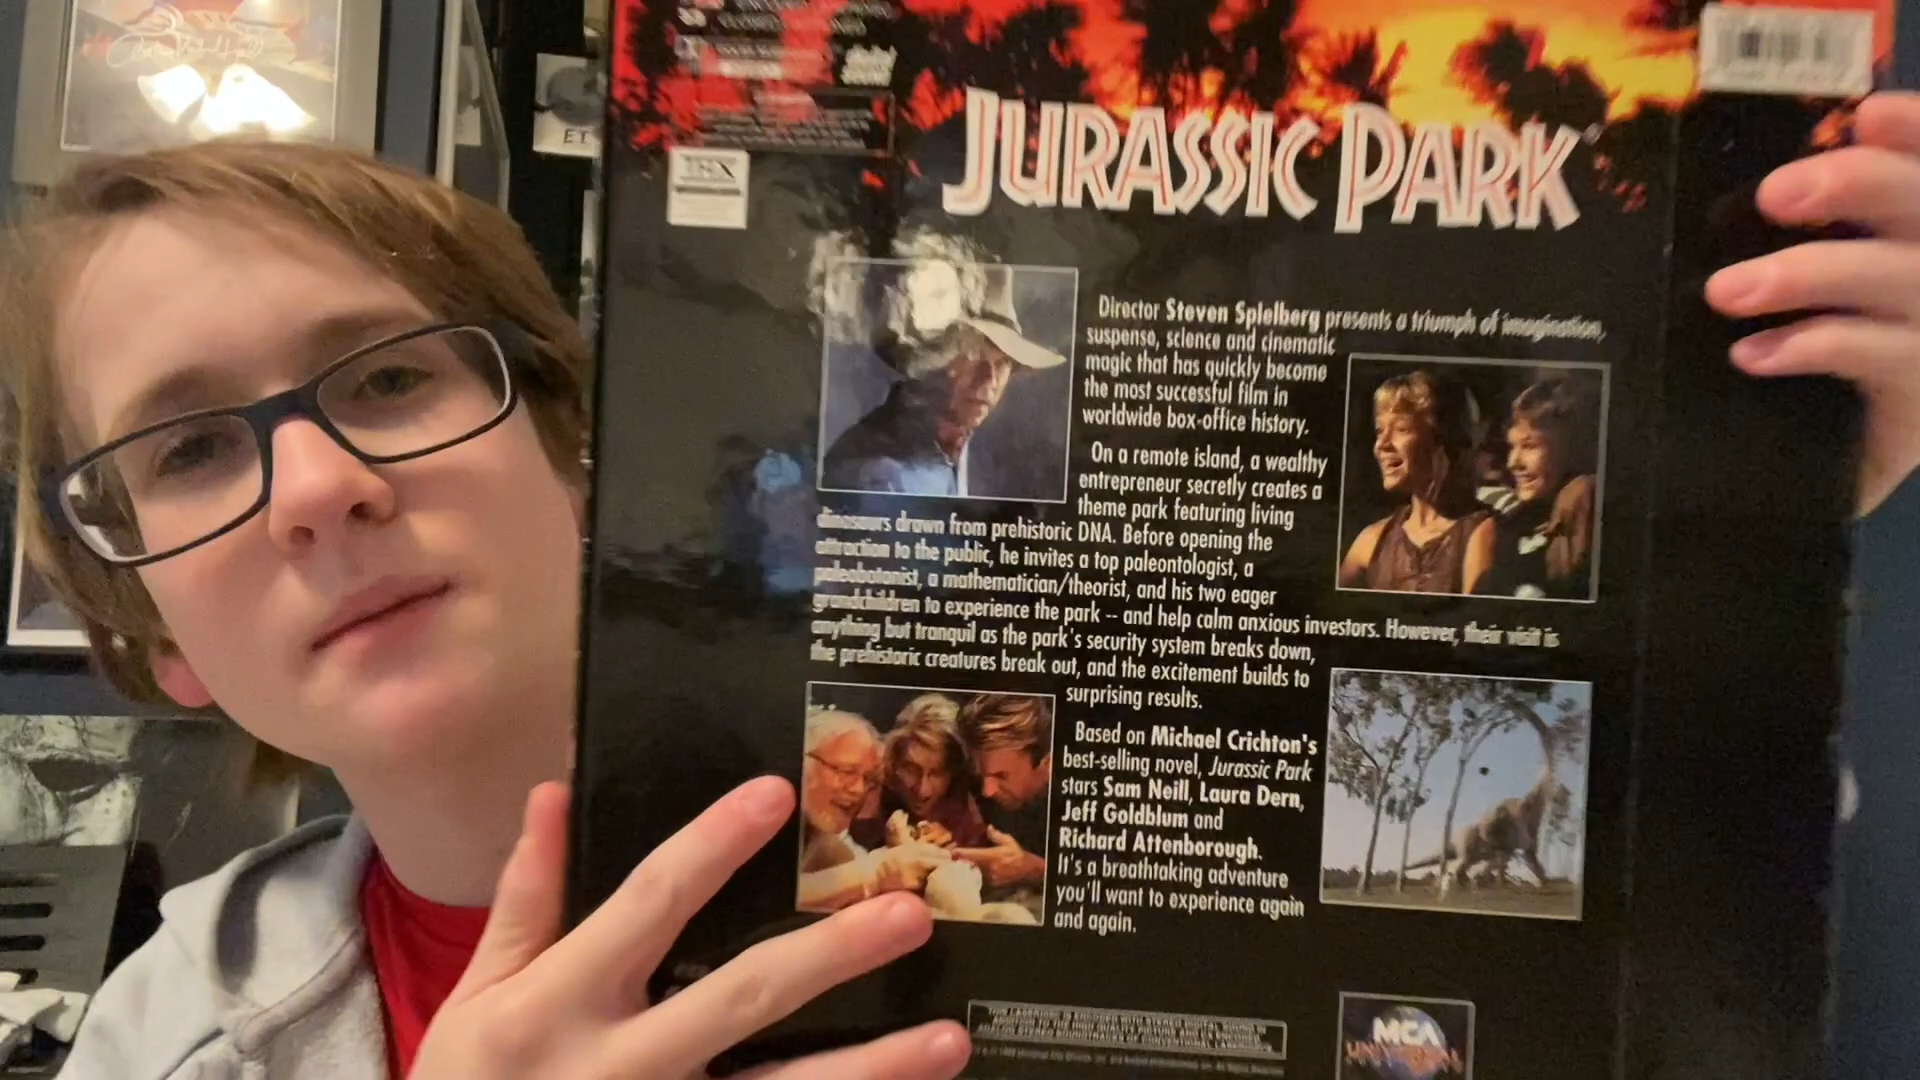 JURASSIC PARK
THX
ET
Director Steven Spielberg presents a triumph of imagination,
suspense, science and cinematic
magic that has quickly become
the most successful film in
worldwide box-office history.
On a remote island, a wealthy
entrepreneur secretly creates a
theme park featuring living
dinosaurs drawn from prehistoric DNA. Before opening the
attraction to the public, he invites a top paleontologist, a
paleobotanist, a mathematician/theorist, and his two eager
grandchildren to experience the park -- and help calm anxious investors. However, their visit is
anything but tranquil as the park's security system breaks down,
the prehistoric creatures break out, and the excitement builds to
surprising results.
Based on Michael Crichton's
best-selling novel, Jurassic Park
stars Sam Neill, Laura Dern,
Jeff Goldblum and
Richard Attenborough.
It's a breathtaking adventure
you'll want to experience again
and again.
MCA
UNIVERSAL